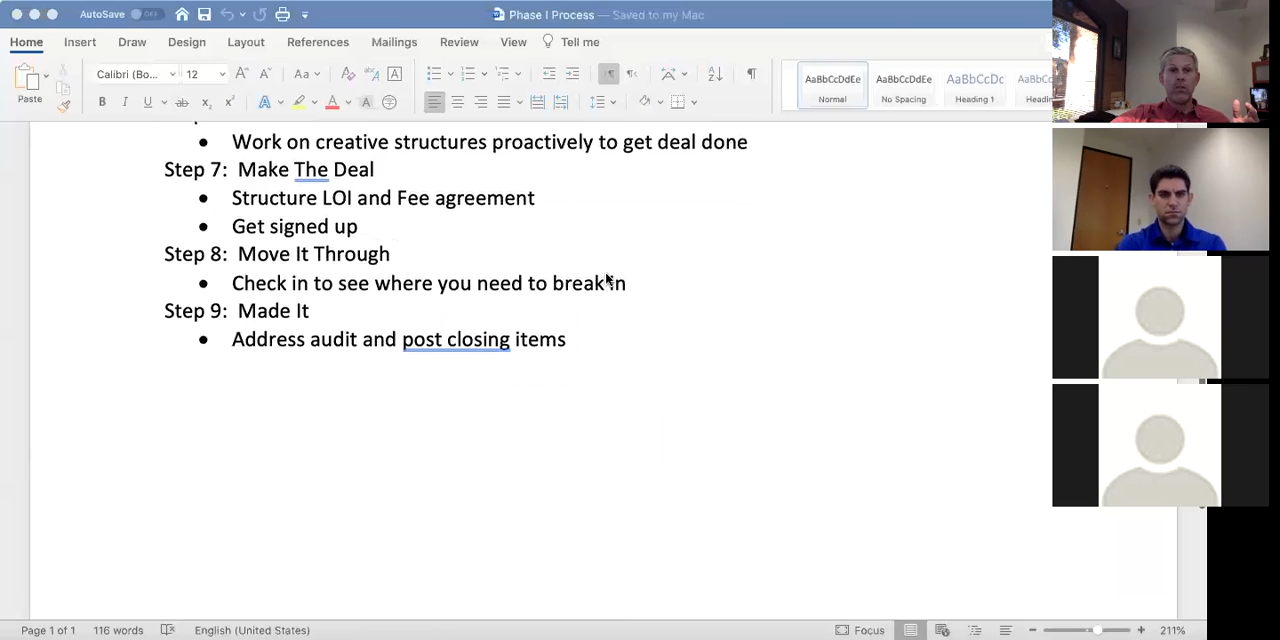 AutoSave OFF
Phase I Process — Saved to my Mac
Home Insert Draw Design Layout References Mailings Review View Tell me
Paste
Calibri (Bo... 12
AaBbCcDdEe AaBbCcDdEe AaBbCcDc AaBbCcDc
Normal No Spacing Heading 1
Work on creative structures proactively to get deal done
Step 7: Make The Deal
Structure LOI and Fee agreement
Get signed up
Step 8: Move It Through
Check in to see where you need to break in
Step 9: Made It
Address audit and post closing items
Page 1 of 1 116 words English (United States) Focus 211%